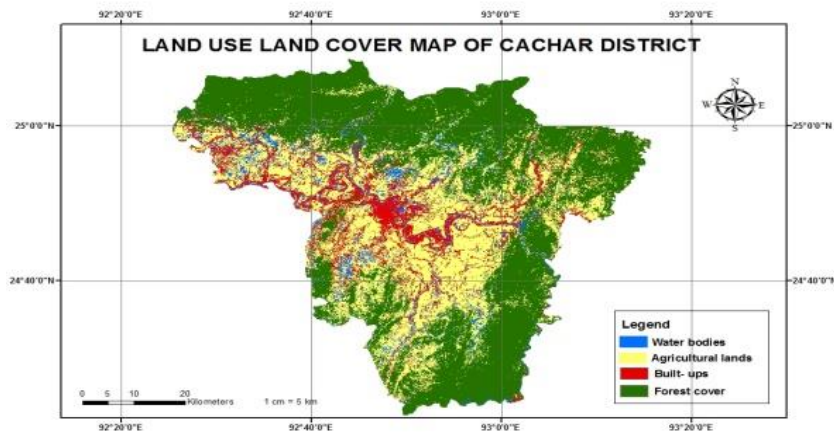 92°20'0"E 92°40'0"E 93°0'0"E 93°20'0"E
LAND USE LAND COVER MAP OF CACHAR DISTRICT
N
W E
S
25°0'0"N 25°0'0"N
24°40'0"N 24°40'0"N
Legend
Water bodies
Agricultural lands
Built- ups
Forest cover
0 5 10 20
Kilometers 1 cm = 5 km
92°20'0"E 92°40'0"E 93°0'0"E 93°20'0"E